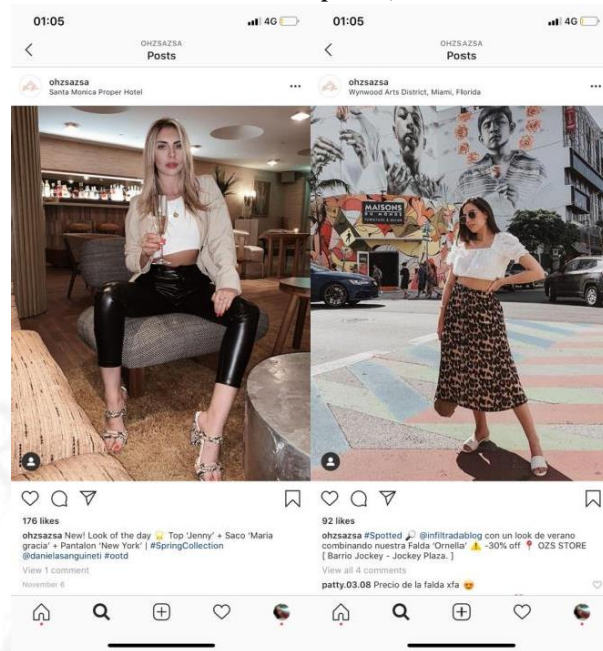 01:05
4G
OHZSAZSA
Posts
ohzsazsa
Santa Monica Proper Hotel
176 likes
ohzsazsa New! Look of the day 👑 Top 'Jenny' + Saco 'Maria
gracia' + Pantalon 'New York' | #SpringCollection
@danielasanguineti #ootd
View 1 comment
November 6
01:05
4G
OHZSAZSA
Posts
ohzsazsa
Wynwood Arts District, Miami, Florida
MAISONS
DU MONDE
FURNITURE & DECOR
92 likes
ohzsazsa #Spotted 🔎 @infiltradablog con un look de verano
combinando nuestra Falda 'Ornella' ⚠️ -30% off 📍 OZS STORE
[ Barrio Jockey - Jockey Plaza. ]
View all 4 comments
patty.03.08 Precio de la falda xfa 😍